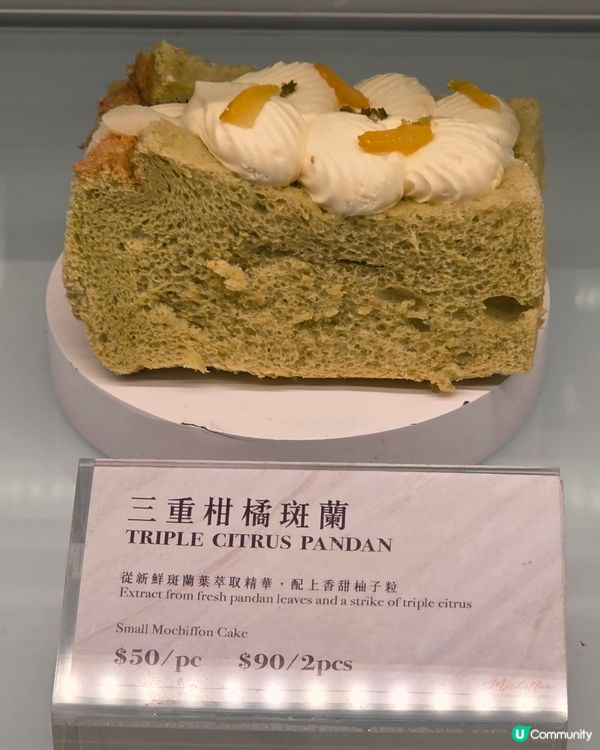 三重柑橘斑蘭
TRIPLE CITRUS PANDAN
從新鮮斑蘭葉萃取精華，配上香甜柚子粒
Extract from fresh pandan leaves and a strike of triple citrus
Small Mochiffon Cake
$50/pc $90/2pcs
Mochiffon
U Community